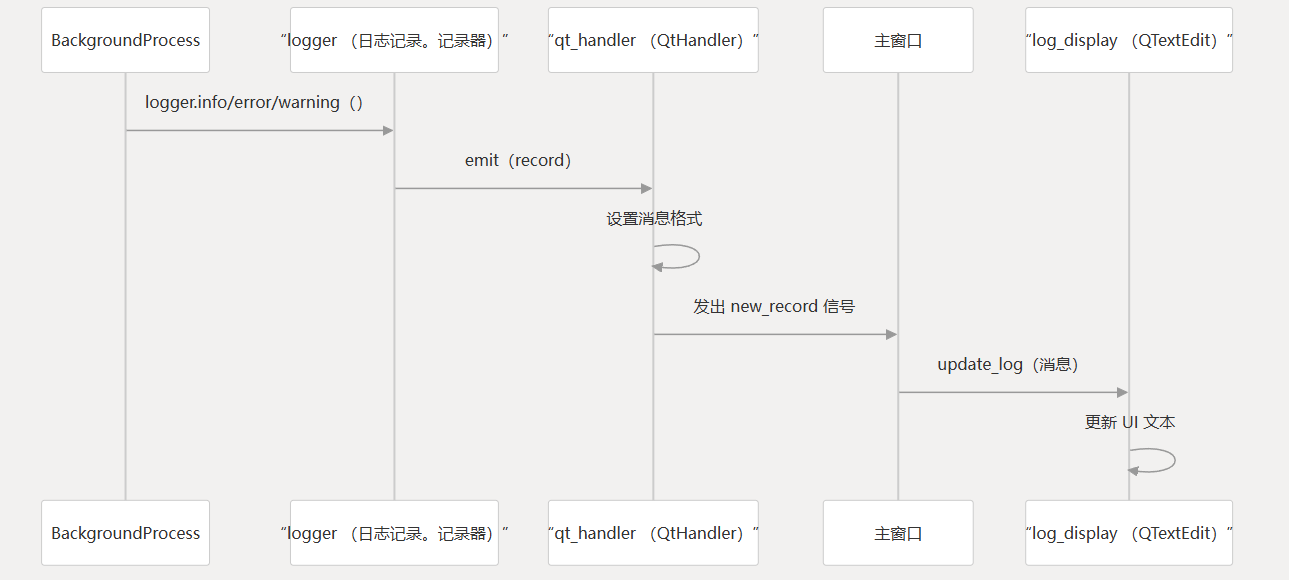 BackgroundProcess
“logger （日志记录。记录器）”
“qt_handler （QtHandler）”
主窗口
“log_display （QTextEdit）”
logger.info/error/warning（）
emit（record）
设置消息格式
发出 new_record 信号
update_log（消息）
更新 UI 文本
BackgroundProcess
“logger （日志记录。记录器）”
“qt_handler （QtHandler）”
主窗口
“log_display （QTextEdit）”